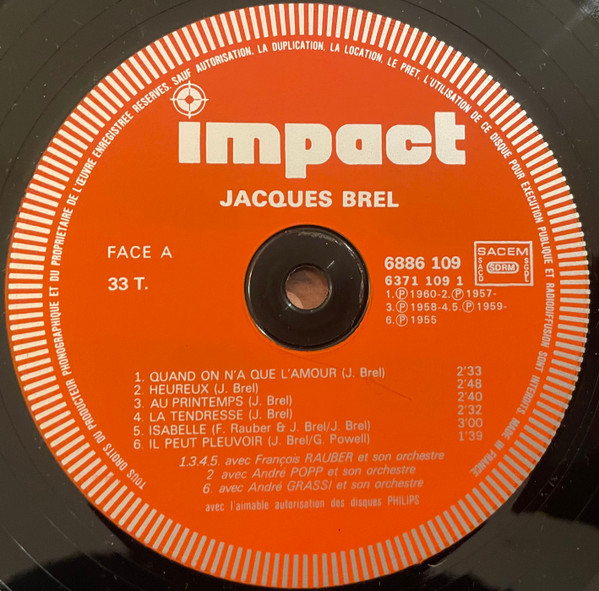 TOUS DROITS DU PRODUCTEUR PHONOGRAPHIQUE ET DU PROPRIETAIRE DE L'ŒUVRE ENREGISTREE RESERVES. SAUF AUTORISATION, LA DUPLICATION, LA LOCATION, LE PRET, L'UTILISATION DE CE DISQUE POUR EXECUTION PUBLIQUE ET RADIODIFFUSION SONT INTERDITS. MADE IN FRANCE
impact
JACQUES BREL
FACE A
33 T.
6886 109
6371 109 1
1.Ⓟ1960-2.Ⓟ1957-
3.Ⓟ1958-4.5.Ⓟ1959-
6.Ⓟ1955
SACEM
SACD
SDRM
SGDL
1. QUAND ON N'A QUE L'AMOUR (J. Brel) 2'33
2. HEUREUX (J. Brel) 2'48
3. AU PRINTEMPS (J. Brel) 2'40
4. LA TENDRESSE (J. Brel) 2'32
5. ISABELLE (F. Rauber & J. Brel/J. Brel) 3'00
6. IL PEUT PLEUVOIR (J. Brel/G. Powell) 1'39
1.3.4.5. avec François RAUBER et son orchestre
2 avec André POPP et son orchestre
6. avec André GRASSI et son orchestre
avec l'aimable autorisation des disques PHILIPS